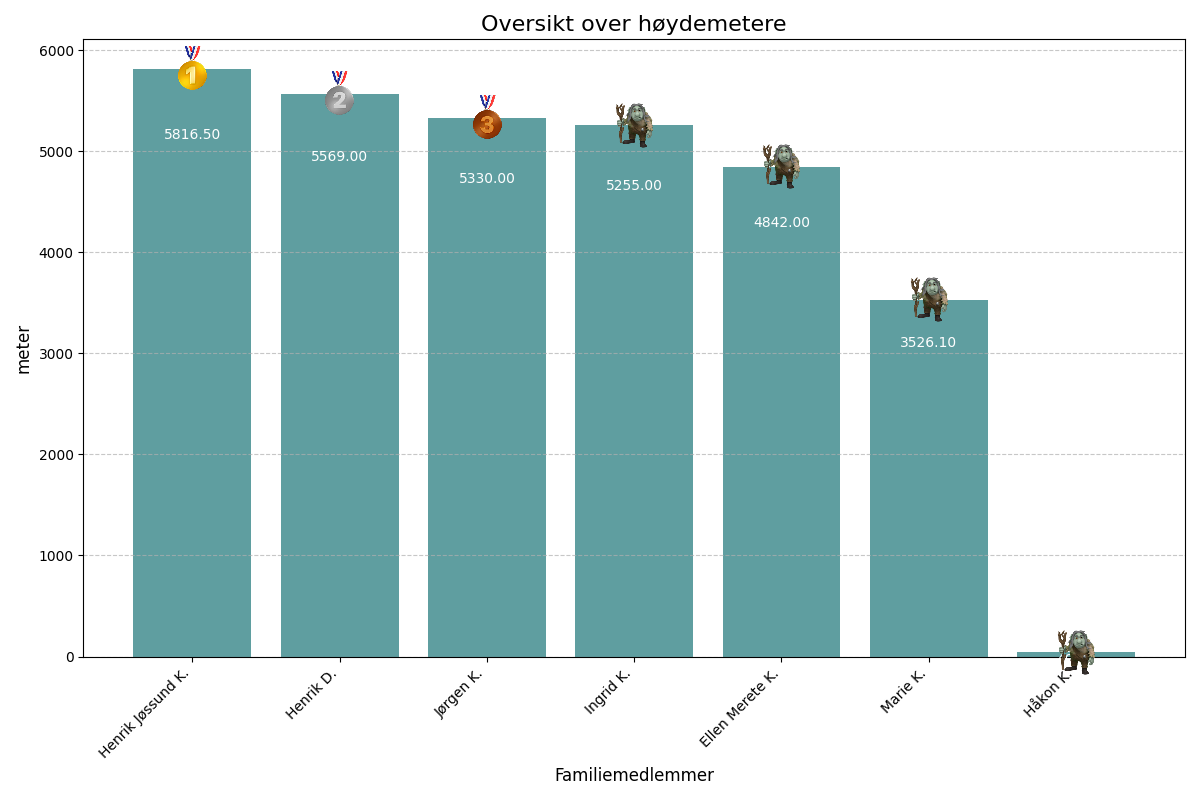 Oversikt over høydemetere
6000
5000
4000
3000
2000
1000
0
meter
1
2
3
5816.50
5569.00
5330.00
5255.00
4842.00
3526.10
Henrik Jøssund K.
Henrik D.
Jørgen K.
Ingrid K.
Ellen Merete K.
Marie K.
Håkon K.
Familiemedlemmer